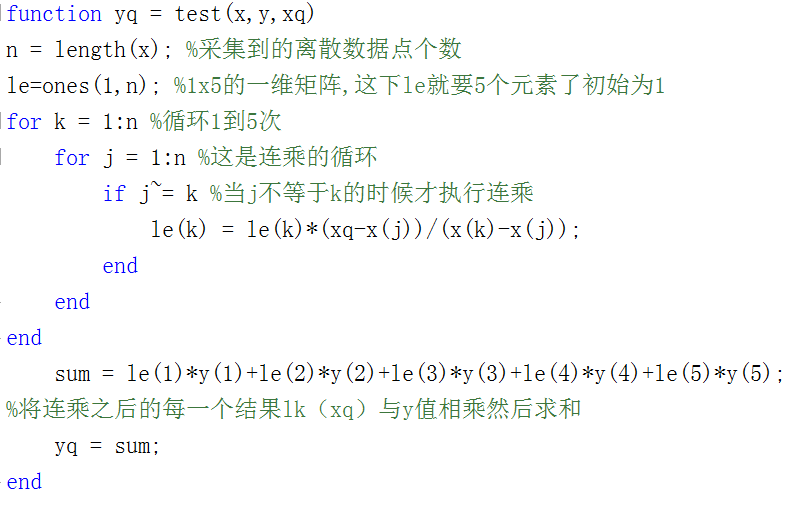 function yq = test(x,y,xq)
n = length(x); %采集到的离散数据点个数
le=ones(1,n); %1x5的一维矩阵,这下le就要5个元素了初始为1
for k = 1:n %循环1到5次
    for j = 1:n %这是连乘的循环
        if j~= k %当j不等于k的时候才执行连乘
            le(k) = le(k)*(xq-x(j))/(x(k)-x(j));
        end
    end
end
    sum = le(1)*y(1)+le(2)*y(2)+le(3)*y(3)+le(4)*y(4)+le(5)*y(5);
%将连乘之后的每一个结果lk（xq）与y值相乘然后求和
    yq = sum;
end